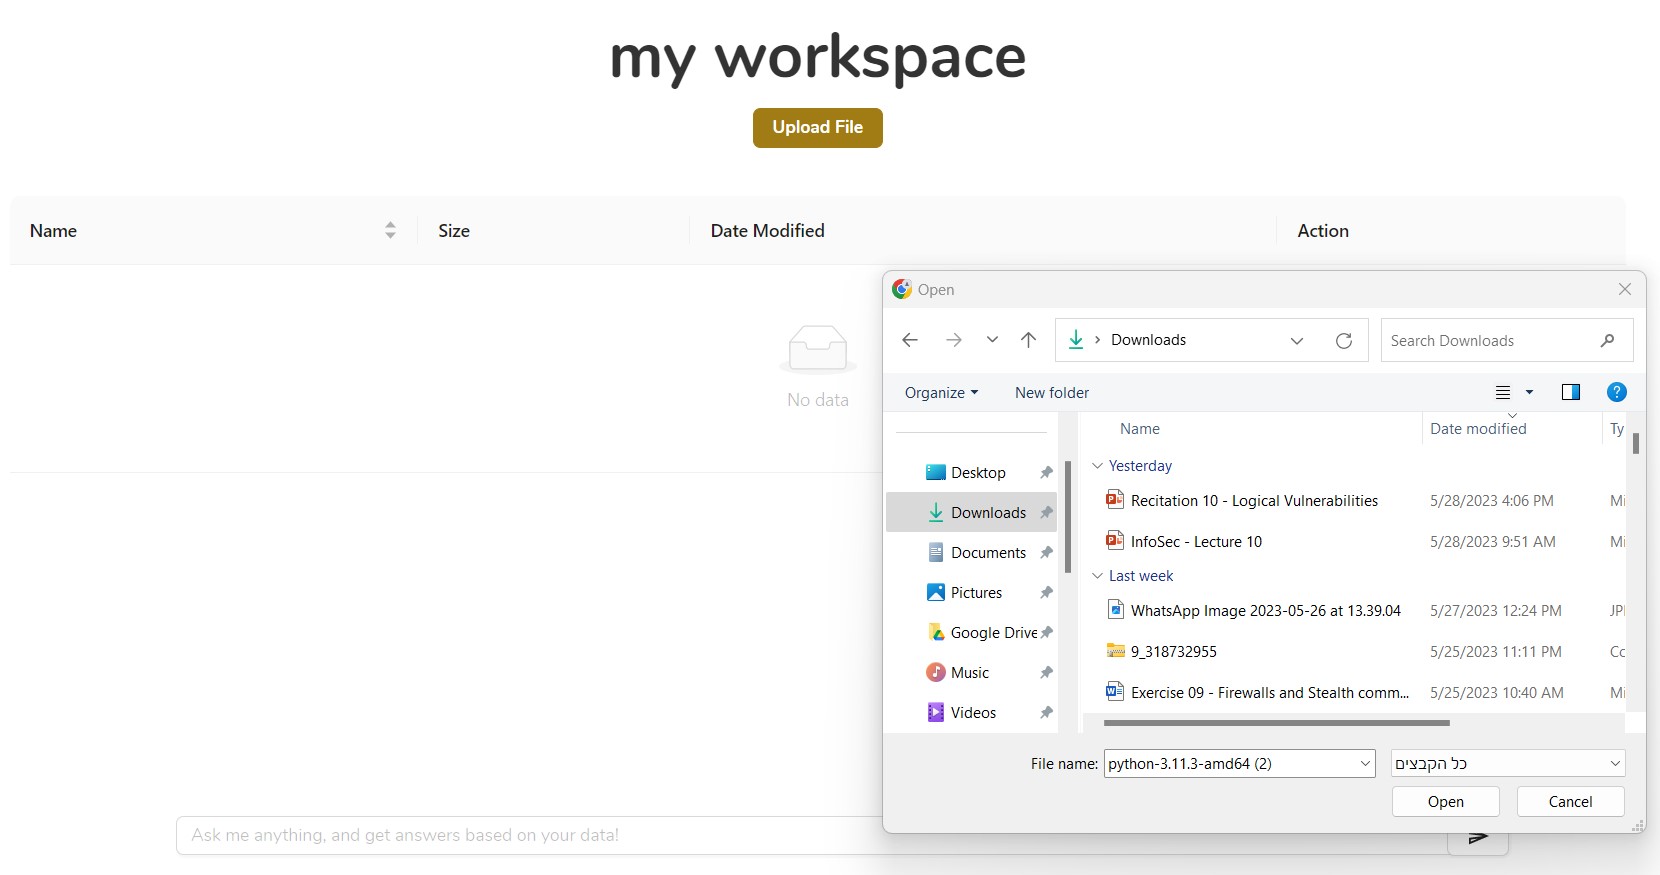 my workspace
Upload File
Name Size Date Modified Action
No data
Open
Downloads Search Downloads
Organize New folder
Name Date modified Ty
Desktop
Downloads
Documents
Pictures
Google Drive
Music
Videos
Yesterday
Recitation 10 - Logical Vulnerabilities 5/28/2023 4:06 PM Mi
InfoSec - Lecture 10 5/28/2023 9:51 AM Mi
Last week
WhatsApp Image 2023-05-26 at 13.39.04 5/27/2023 12:24 PM JP
9_318732955 5/25/2023 11:11 PM Co
Exercise 09 - Firewalls and Stealth comm... 5/25/2023 10:40 AM Mi
File name: python-3.11.3-amd64 (2) כל הקבצים
Open Cancel
Ask me anything, and get answers based on your data!